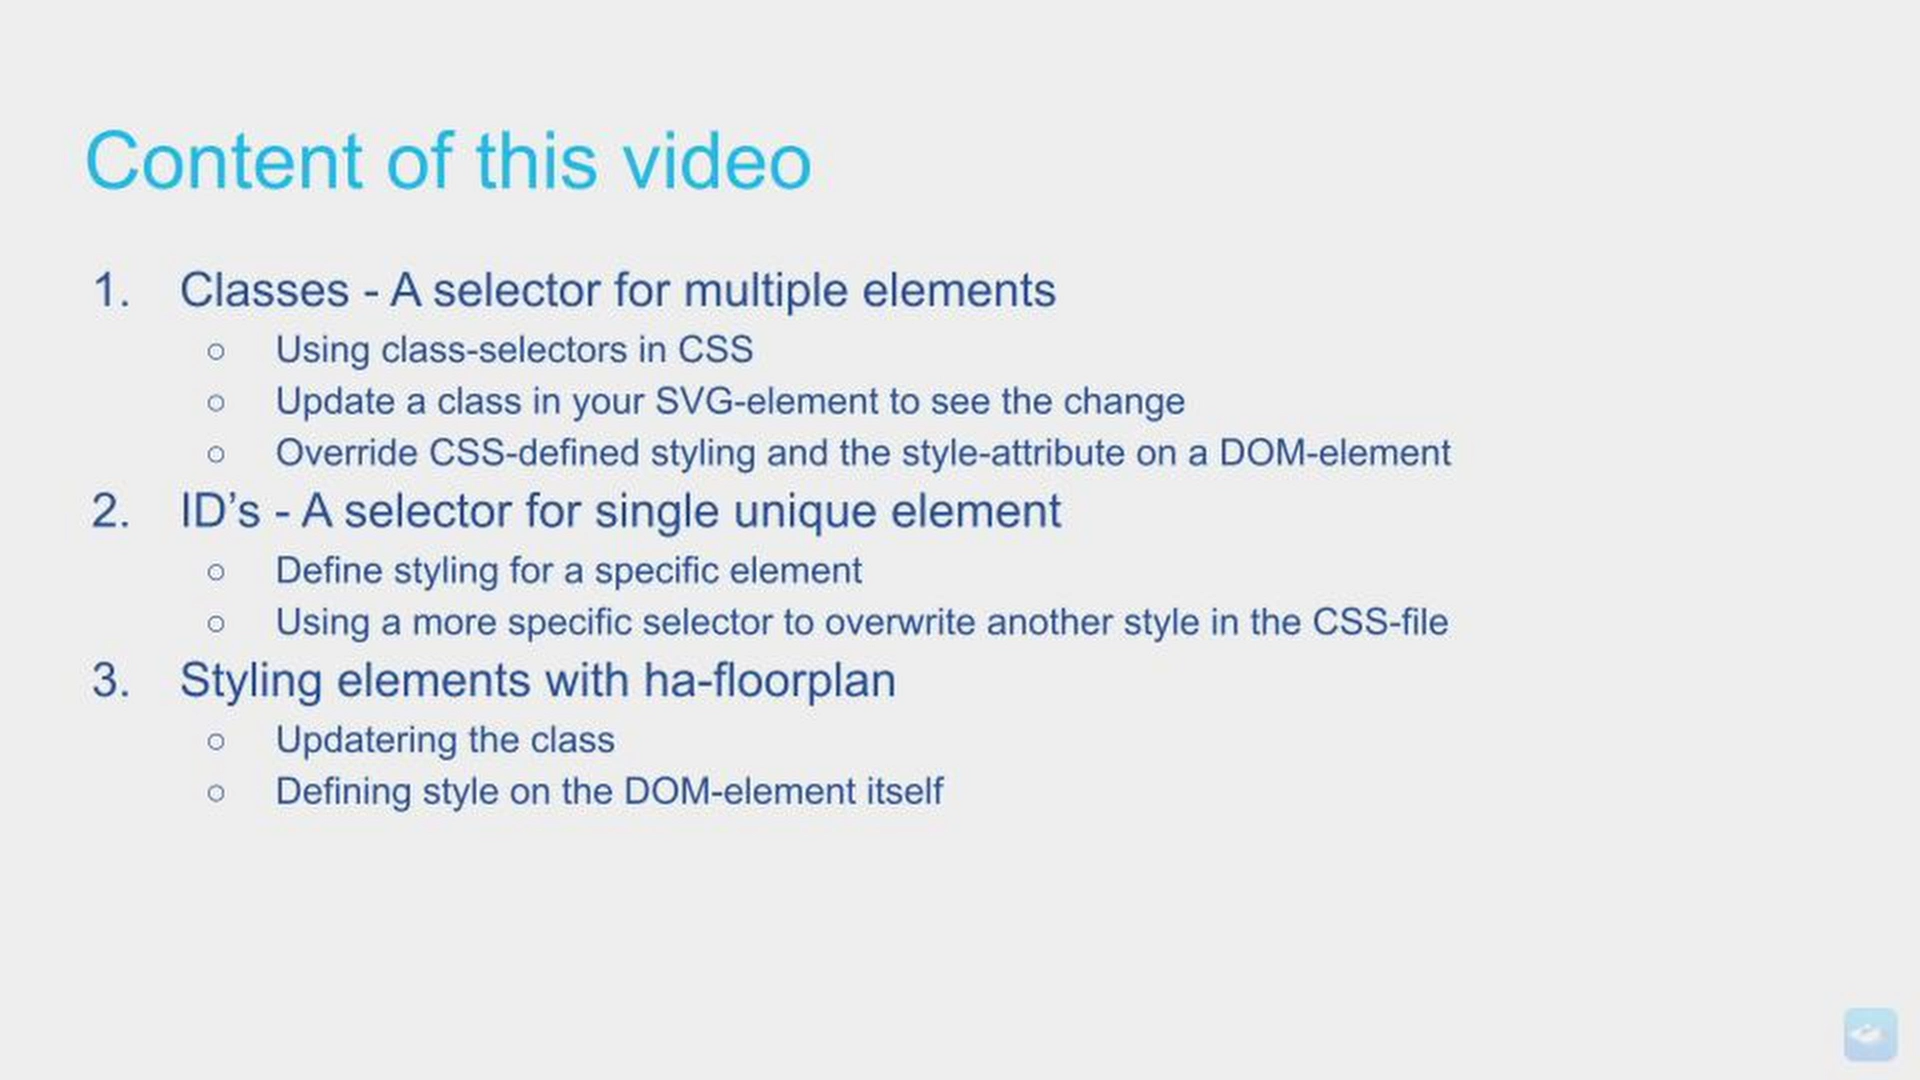 Content of this video
1. Classes - A selector for multiple elements
○ Using class-selectors in CSS
○ Update a class in your SVG-element to see the change
○ Override CSS-defined styling and the style-attribute on a DOM-element
2. ID’s - A selector for single unique element
○ Define styling for a specific element
○ Using a more specific selector to overwrite another style in the CSS-file
3. Styling elements with ha-floorplan
○ Updatering the class
○ Defining style on the DOM-element itself